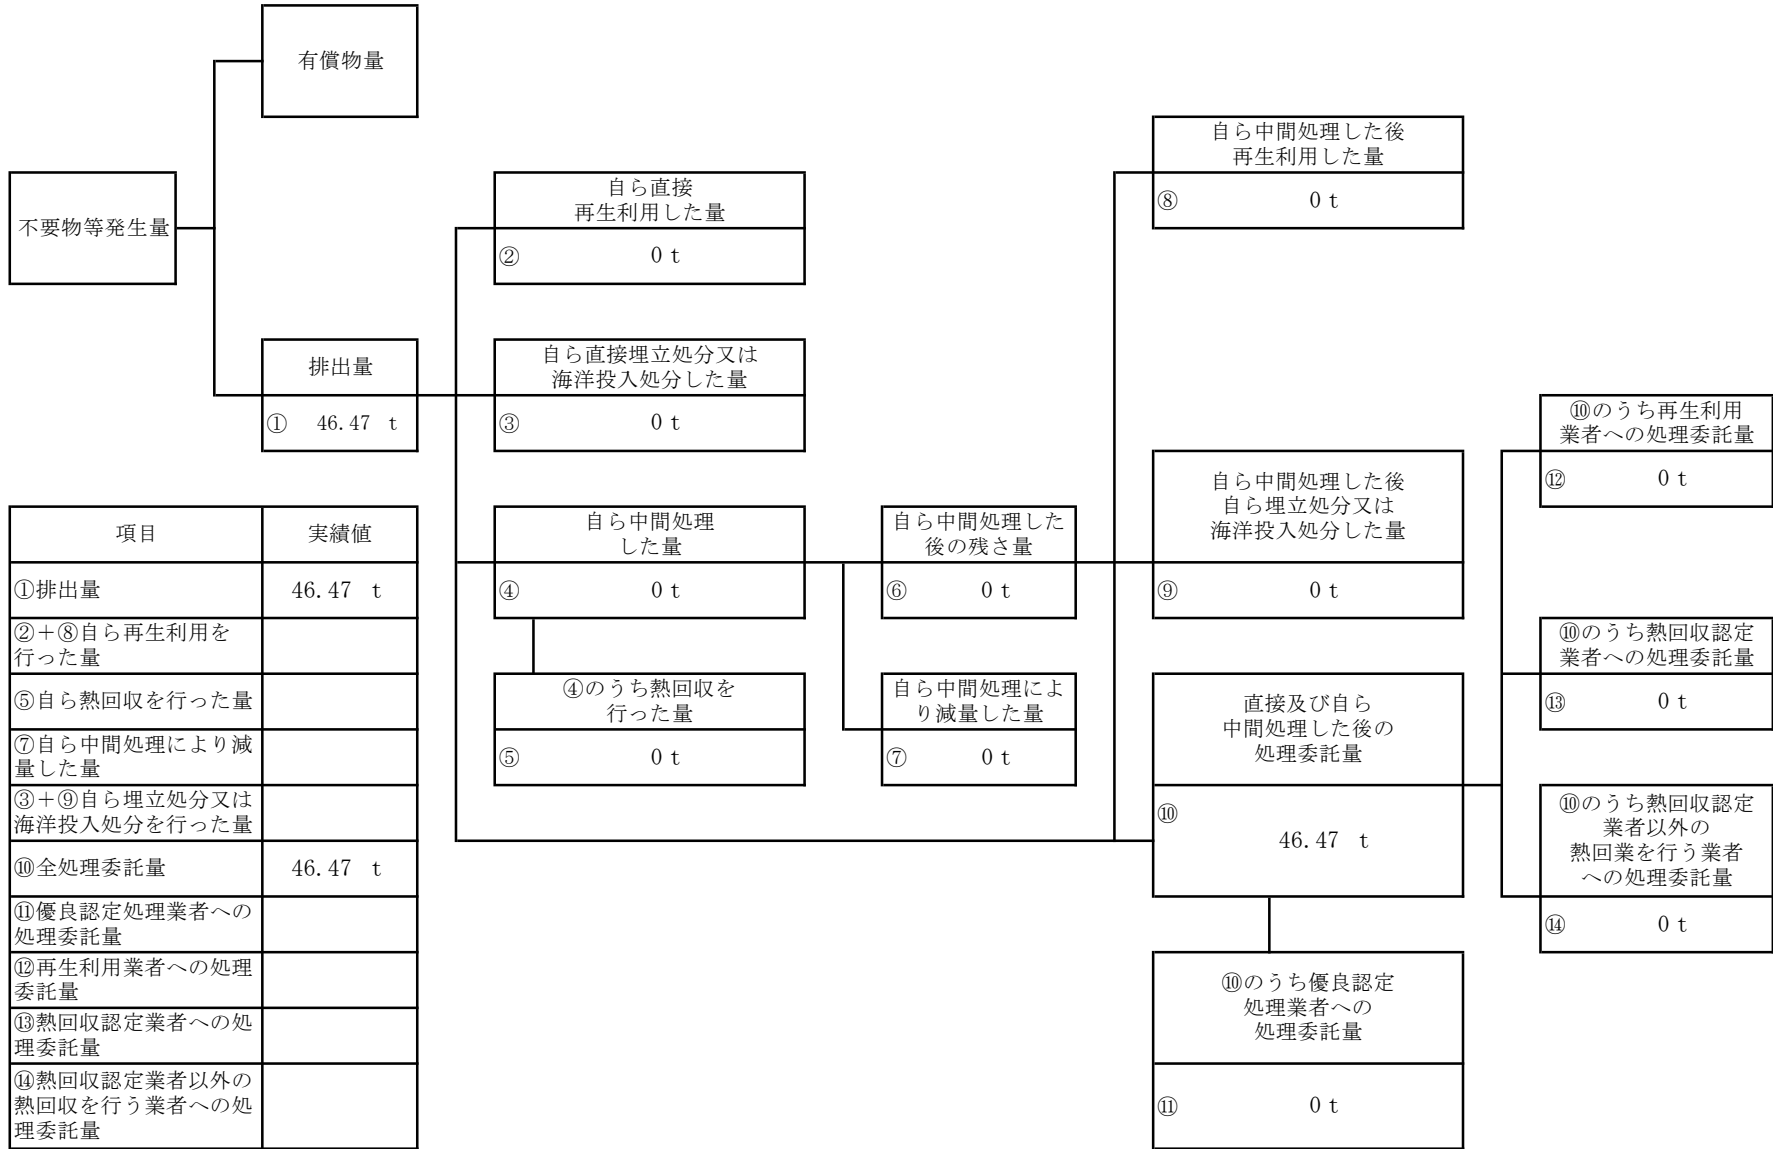 有償物量
不要物等発生量
排出量
① 46.47 t
自ら直接
再生利用した量
② 0 t
自ら直接埋立処分又は
海洋投入処分した量
③ 0 t
自ら中間処理
した量
④ 0 t
④のうち熱回収を
行った量
⑤ 0 t
自ら中間処理した
後の残さ量
⑥ 0 t
自ら中間処理によ
り減量した量
⑦ 0 t
自ら中間処理した後
再生利用した量
⑧ 0 t
自ら中間処理した後
自ら埋立処分又は
海洋投入処分した量
⑨ 0 t
直接及び自ら
中間処理した後の
処理委託量
⑩
46.47 t
⑩のうち優良認定
処理業者への
処理委託量
⑪ 0 t
⑩のうち再生利用
業者への処理委託量
⑫ 0 t
⑩のうち熱回収認定
業者への処理委託量
⑬ 0 t
⑩のうち熱回収認定
業者以外の
熱回業を行う業者
への処理委託量
⑭ 0 t
項目 実績値
①排出量 46.47 t
②+⑧自ら再生利用を
行った量
⑤自ら熱回収を行った量
⑦自ら中間処理により減
量した量
③+⑨自ら埋立処分又は
海洋投入処分を行った量
⑩全処理委託量 46.47 t
⑪優良認定処理業者への
処理委託量
⑫再生利用業者への処理
委託量
⑬熱回収認定業者への処
理委託量
⑭熱回収認定業者以外の
熱回収を行う業者への処
理委託量